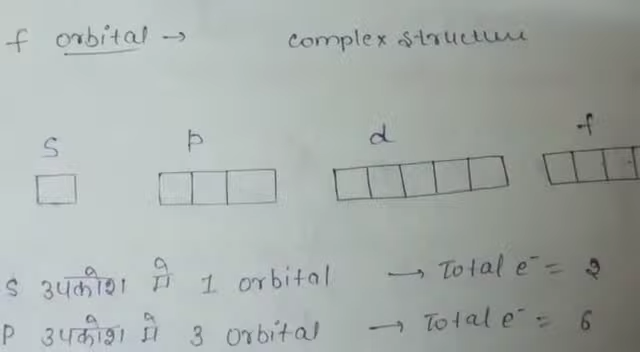 f orbital → complex structure
s p d f
s उपकोश में 1 orbital → Total e⁻ = 2
P उपकोश में 3 orbital → Total e⁻ = 6